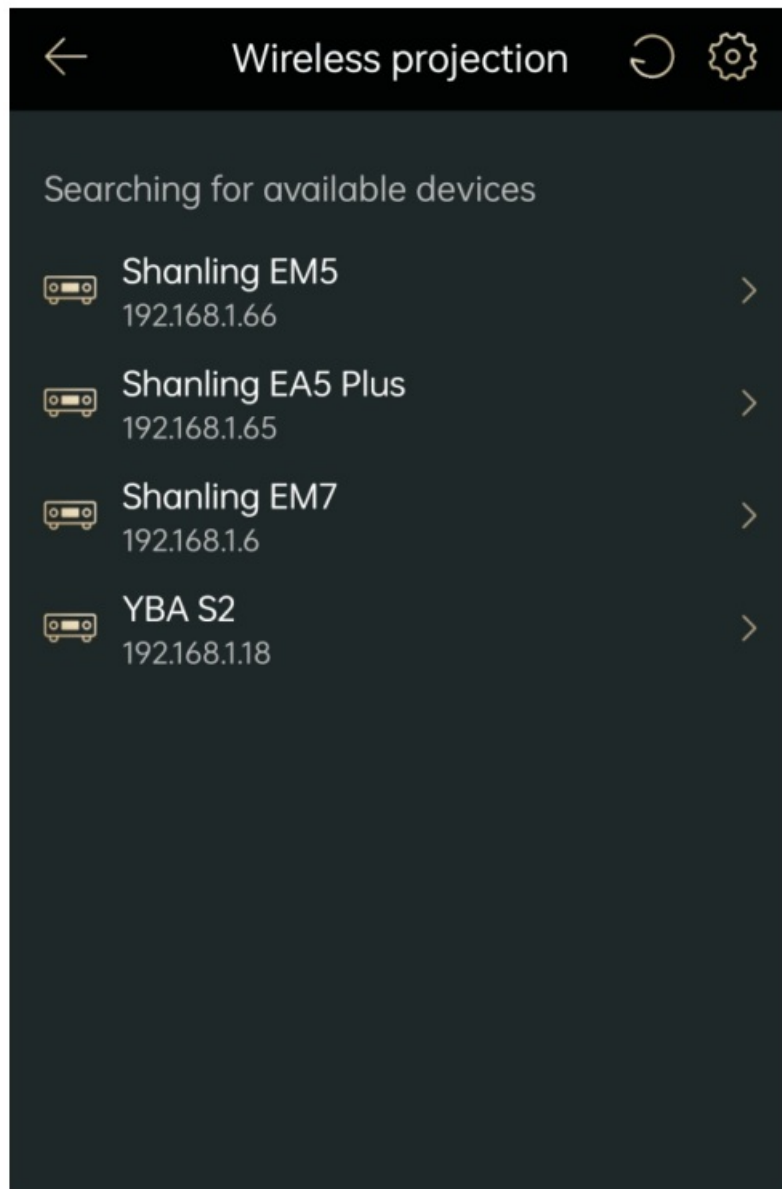 Wireless projection
Searching for available devices
Shanling EM5
192.168.1.66
Shanling EA5 Plus
192.168.1.65
Shanling EM7
192.168.1.6
YBA S2
192.168.1.18